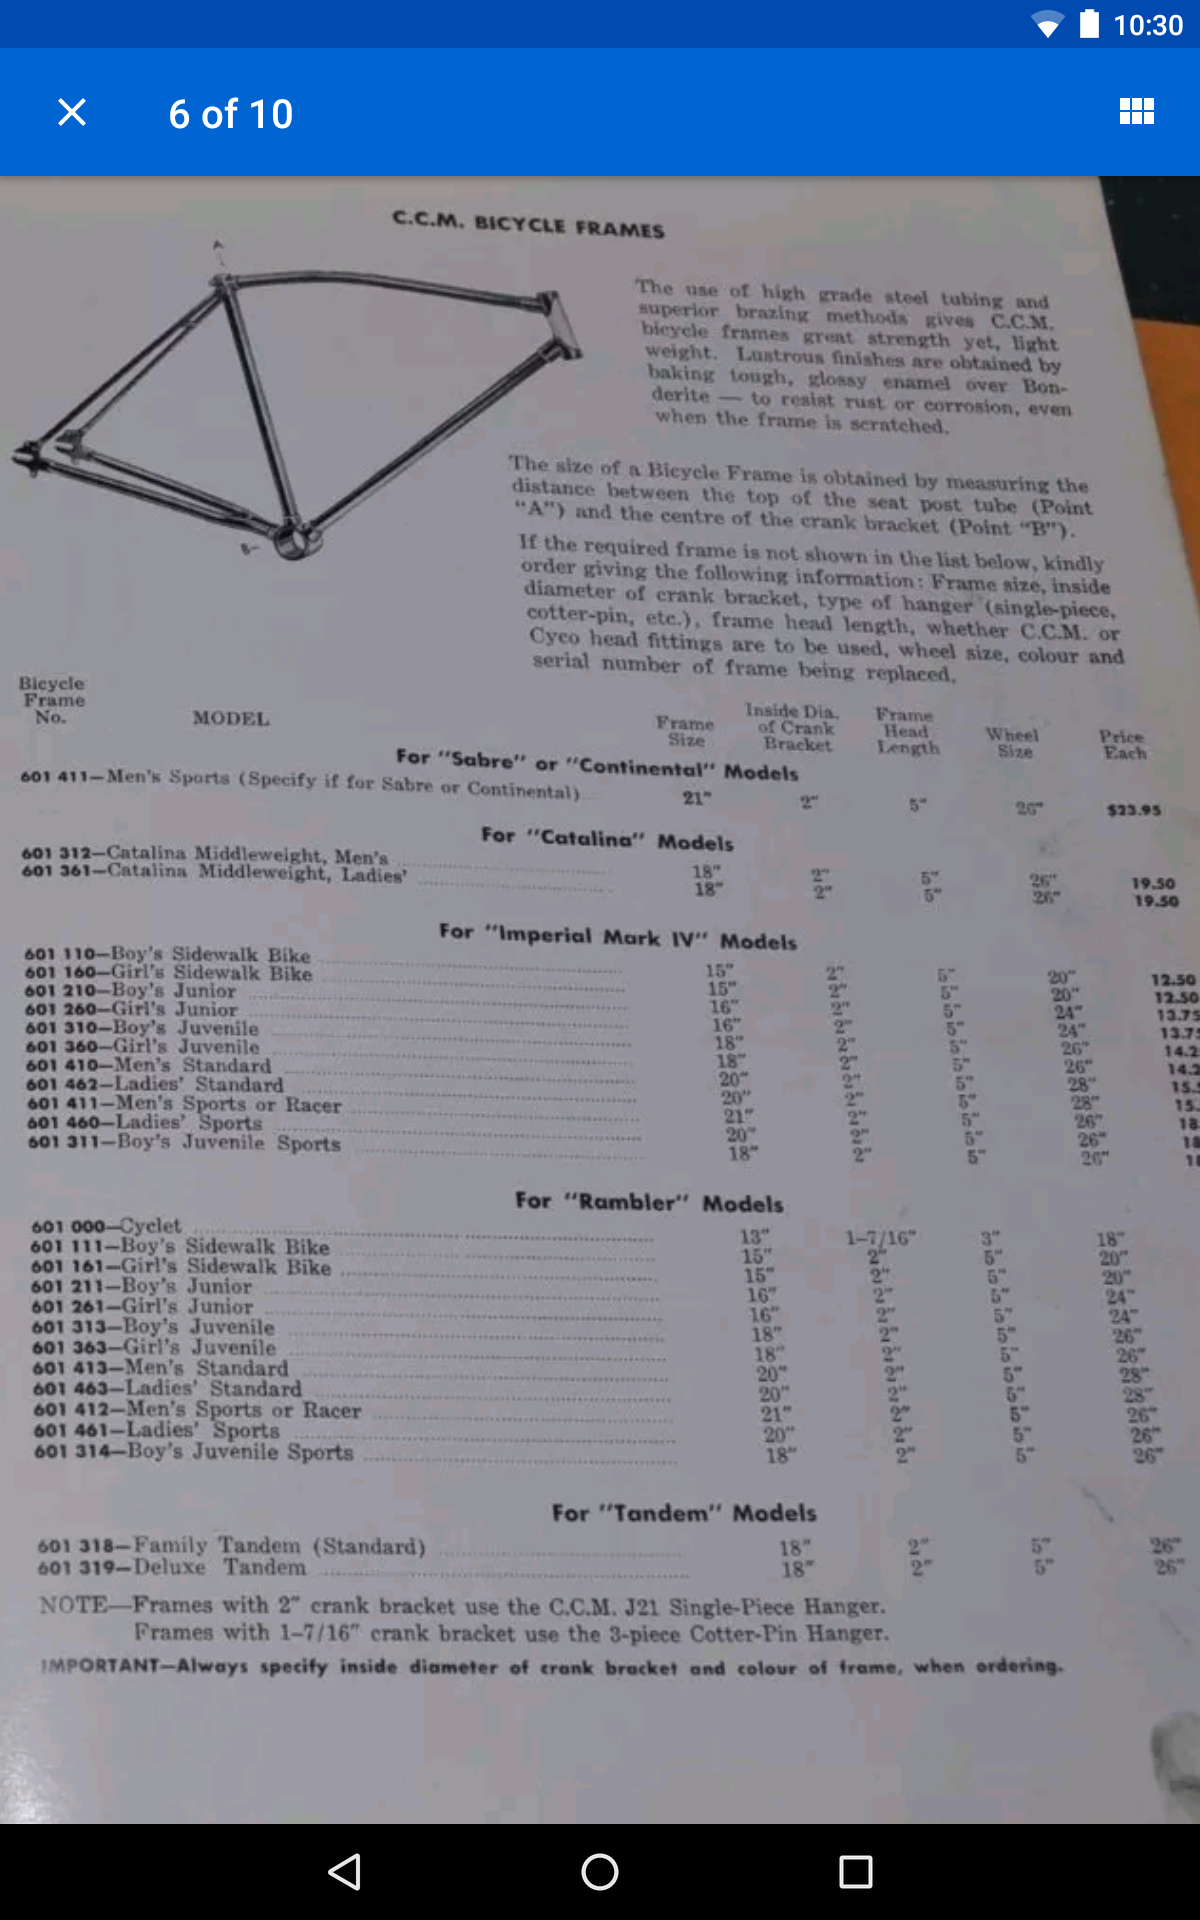 10:30
6 of 10
C.C.M. BICYCLE FRAMES
A
The use of high grade steel tubing and
superior brazing methods gives C.C.M.
bicycle frames great strength yet, light
weight. Lustrous finishes are obtained by
baking tough, glossy enamel over Bon-
derite — to resist rust or corrosion, even
when the frame is scratched.
The size of a Bicycle Frame is obtained by measuring the
distance between the top of the seat post tube (Point
"A") and the centre of the crank bracket (Point "B").
B—
If the required frame is not shown in the list below, kindly
order giving the following information: Frame size, inside
diameter of crank bracket, type of hanger (single-piece,
cotter-pin, etc.), frame head length, whether C.C.M. or
Cyco head fittings are to be used, wheel size, colour and
serial number of frame being replaced.
Bicycle Frame No. MODEL Frame Size Inside Dia. of Crank Bracket Frame Head Length Wheel Size Price Each
For "Sabre" or "Continental" Models
601 411—Men's Sports (Specify if for Sabre or Continental) 21" 2" 5" 26" $23.95
For "Catalina" Models
601 312—Catalina Middleweight, Men's 18" 2" 5" 26" 19.50
601 361—Catalina Middleweight, Ladies' 18" 2" 5" 26" 19.50
For "Imperial Mark IV" Models
601 110—Boy's Sidewalk Bike 15" 2" 5" 20" 12.50
601 160—Girl's Sidewalk Bike 15" 2" 5" 20" 12.50
601 210—Boy's Junior 16" 2" 5" 24" 13.75
601 260—Girl's Junior 16" 2" 5" 24" 13.75
601 310—Boy's Juvenile 18" 2" 5" 26" 14.2
601 360—Girl's Juvenile 18" 2" 5" 26" 14.2
601 410—Men's Standard 20" 2" 5" 28" 15.5
601 462—Ladies' Standard 20" 2" 5" 28" 15.
601 411—Men's Sports or Racer 21" 2" 5" 26" 18
601 460—Ladies' Sports 20" 2" 5" 26" 18
601 311—Boy's Juvenile Sports 18" 2" 5" 26" 18
For "Rambler" Models
601 000—Cyclet 13" 1-7/16" 3" 18"
601 111—Boy's Sidewalk Bike 15" 2" 5" 20"
601 161—Girl's Sidewalk Bike 15" 2" 5" 20"
601 211—Boy's Junior 16" 2" 5" 24"
601 261—Girl's Junior 16" 2" 5" 24"
601 313—Boy's Juvenile 18" 2" 5" 26"
601 363—Girl's Juvenile 18" 2" 5" 26"
601 413—Men's Standard 20" 2" 5" 28"
601 463—Ladies' Standard 20" 2" 5" 28"
601 412—Men's Sports or Racer 21" 2" 5" 26"
601 461—Ladies' Sports 20" 2" 5" 26"
601 314—Boy's Juvenile Sports 18" 2" 5" 26"
For "Tandem" Models
601 318—Family Tandem (Standard) 18" 2" 5" 26"
601 319—Deluxe Tandem 18" 2" 5" 26"
NOTE—Frames with 2" crank bracket use the C.C.M. J21 Single-Piece Hanger.
Frames with 1-7/16" crank bracket use the 3-piece Cotter-Pin Hanger.
IMPORTANT—Always specify inside diameter of crank bracket and colour of frame, when ordering.